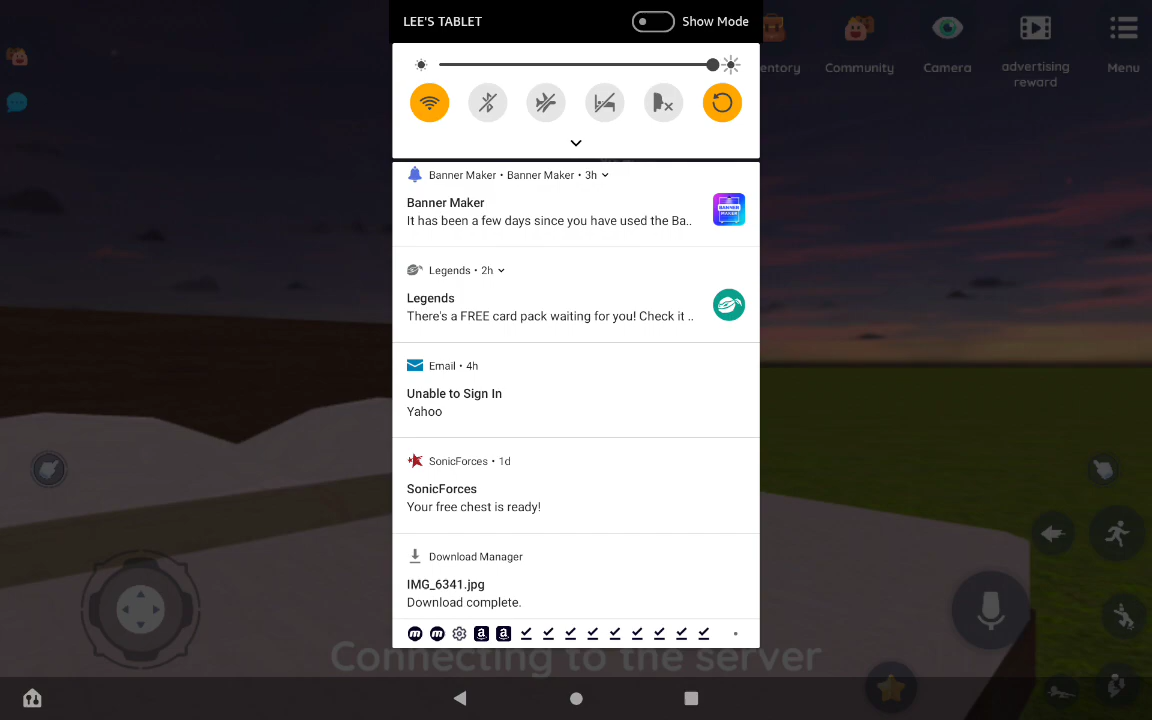 LEE'S TABLET
Show Mode
entory
Community
Camera
advertising
reward
Menu
Banner Maker • Banner Maker • 3h
Banner Maker
It has been a few days since you have used the Ba..
BANNER
MAKER
Legends • 2h
Legends
There's a FREE card pack waiting for you! Check it ..
Email • 4h
Unable to Sign In
Yahoo
SonicForces • 1d
SonicForces
Your free chest is ready!
Download Manager
IMG_6341.jpg
Download complete.
Connecting to the server